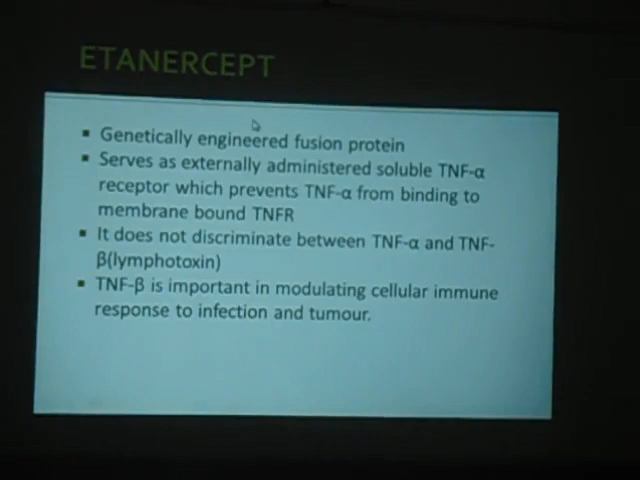 ETANERCEPT
▪ Genetically engineered fusion protein
▪ Serves as externally administered soluble TNF-α
receptor which prevents TNF-α from binding to
membrane bound TNFR
▪ It does not discriminate between TNF-α and TNF-
β(lymphotoxin)
▪ TNF-β is important in modulating cellular immune
response to infection and tumour.